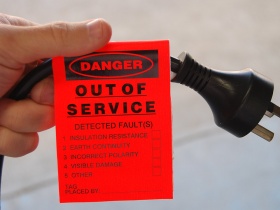 DANGER
OUT OF
SERVICE
DETECTED FAULT(S)
1 INSULATION RESISTANCE
2 EARTH CONTINUITY
3 INCORRECT POLARITY
4 VISIBLE DAMAGE
5 OTHER
TAG
PLACED BY: